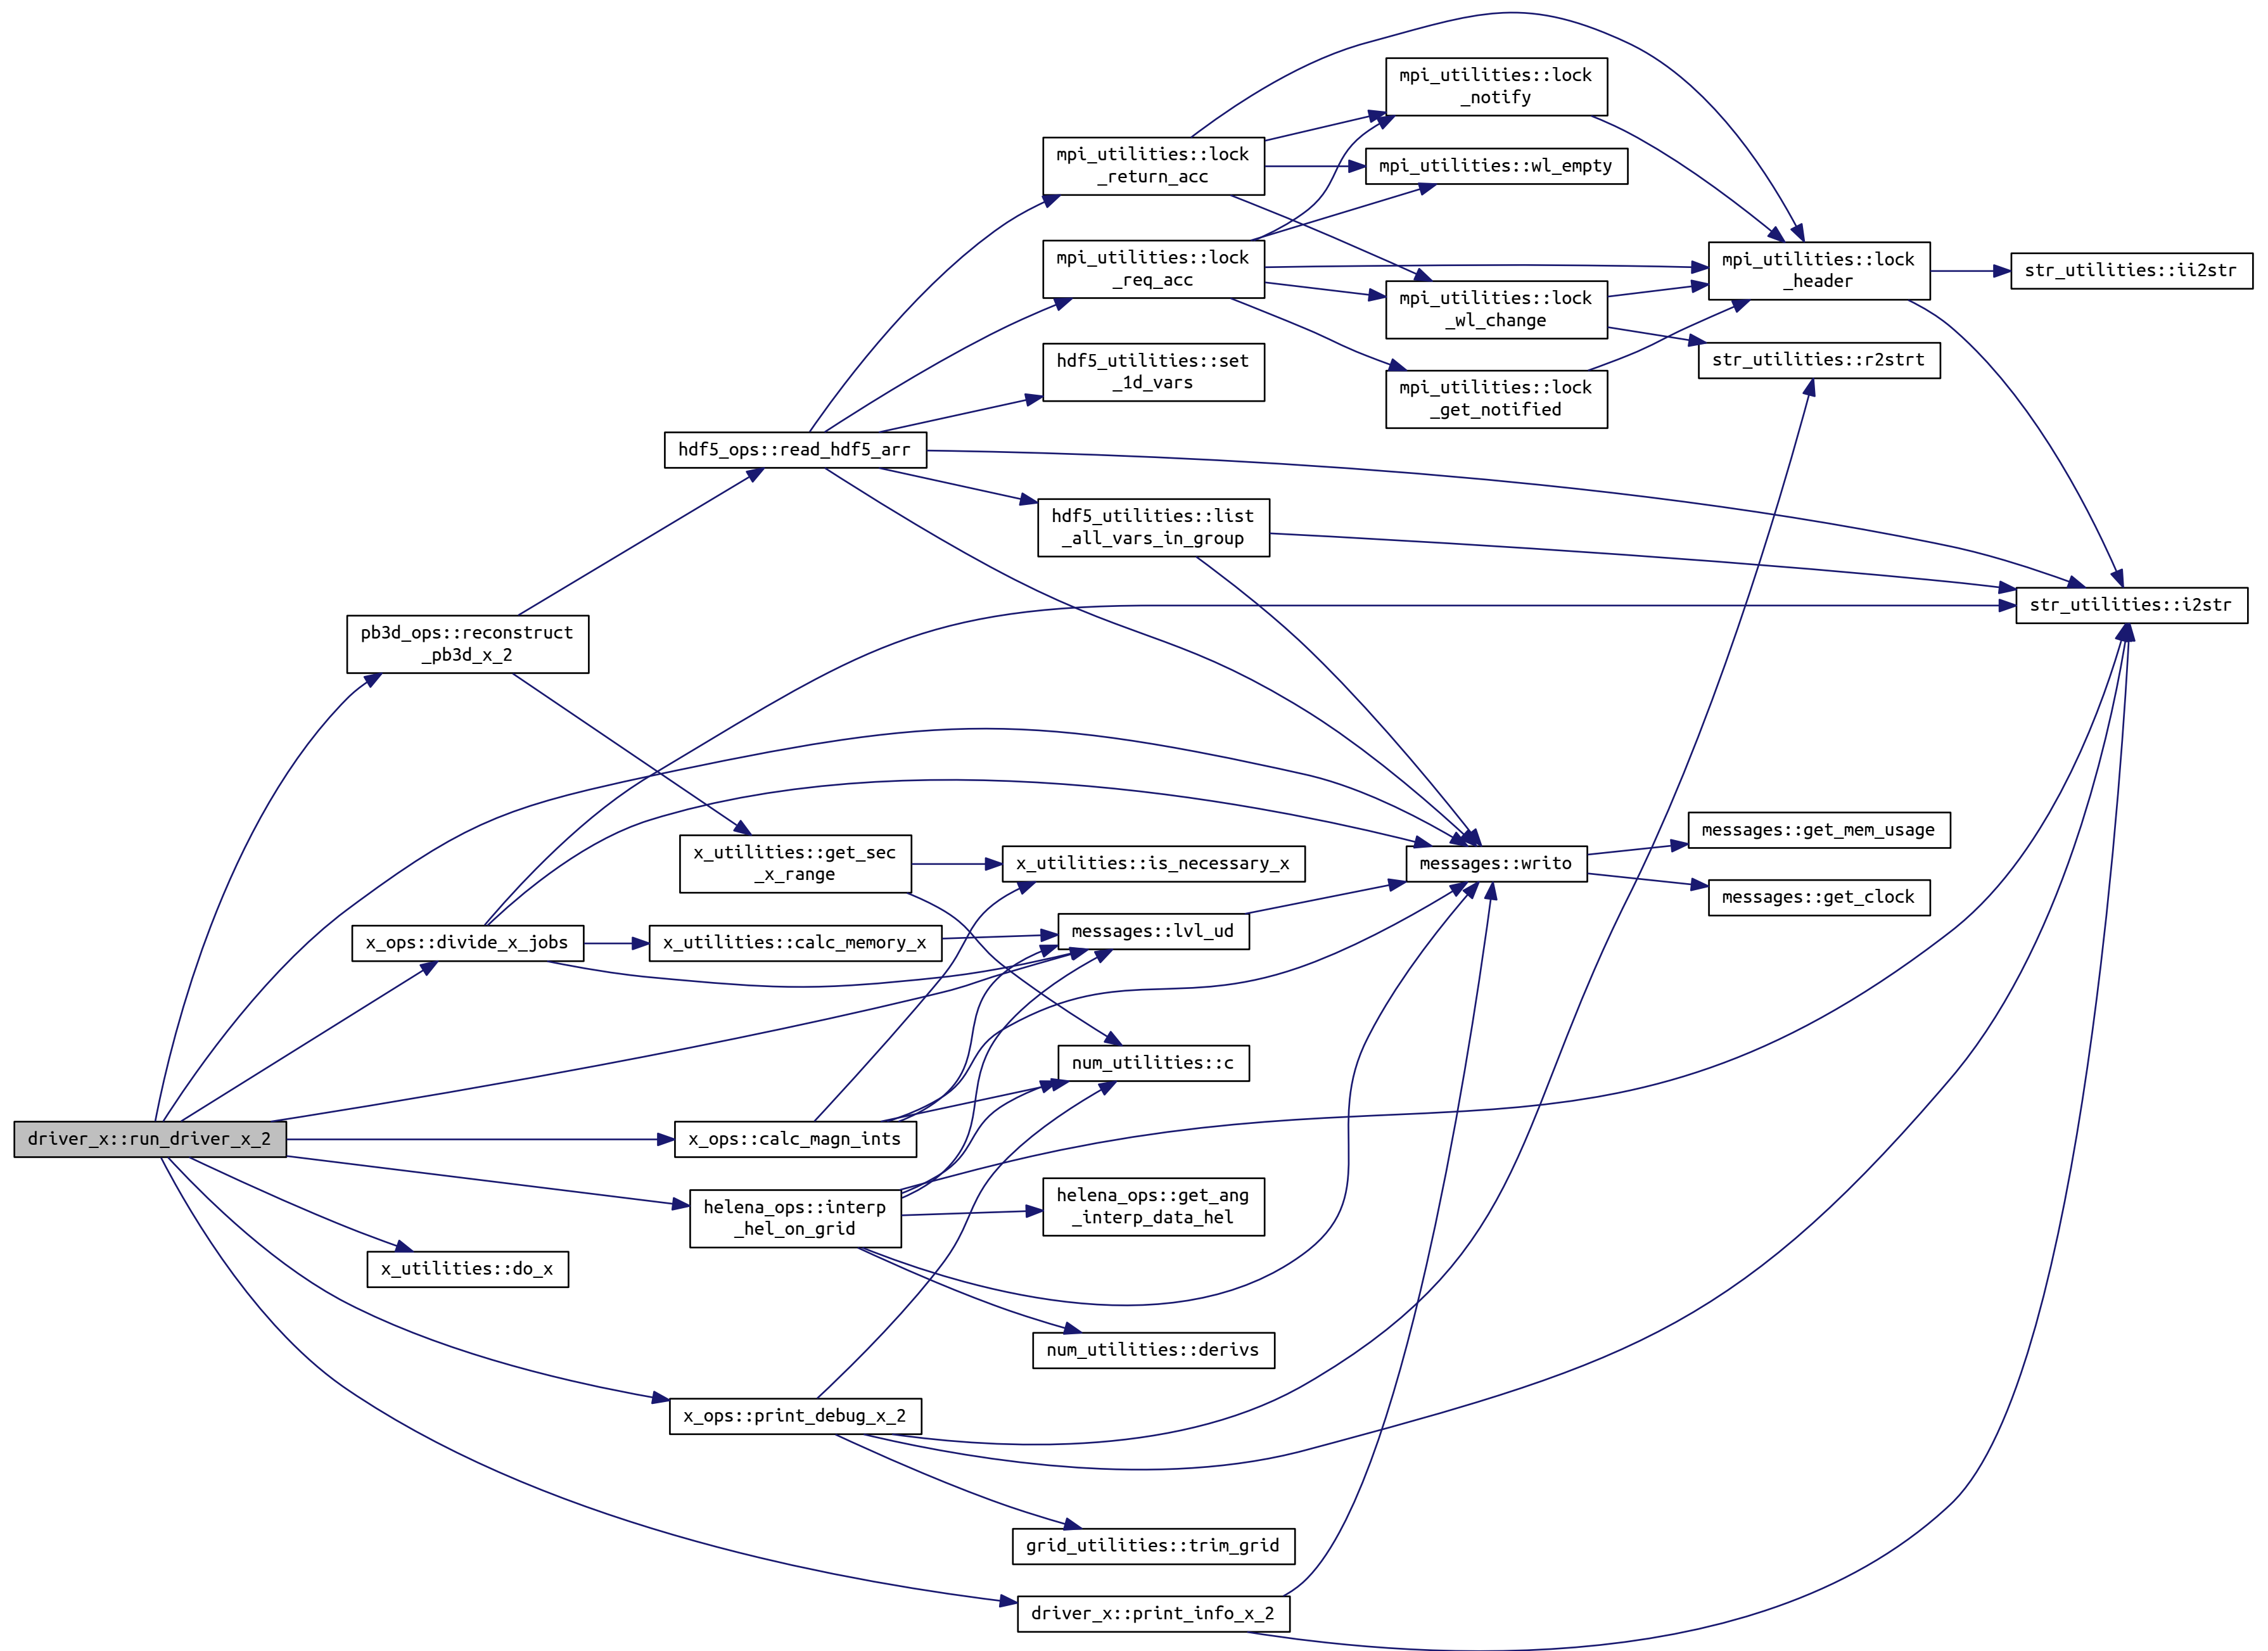 mpi_utilities::lock
_notify
mpi_utilities::lock
_return_acc
mpi_utilities::wl_empty
mpi_utilities::lock
_req_acc
mpi_utilities::lock
_header
str_utilities::ii2str
mpi_utilities::lock
_wl_change
hdf5_utilities::set
_1d_vars
str_utilities::r2strt
mpi_utilities::lock
_get_notified
hdf5_ops::read_hdf5_arr
hdf5_utilities::list
_all_vars_in_group
str_utilities::i2str
pb3d_ops::reconstruct
_pb3d_x_2
messages::get_mem_usage
x_utilities::get_sec
_x_range
x_utilities::is_necessary_x
messages::writo
messages::get_clock
messages::lvl_ud
x_ops::divide_x_jobs
x_utilities::calc_memory_x
num_utilities::c
driver_x::run_driver_x_2
x_ops::calc_magn_ints
helena_ops::interp
_hel_on_grid
helena_ops::get_ang
_interp_data_hel
x_utilities::do_x
num_utilities::derivs
x_ops::print_debug_x_2
grid_utilities::trim_grid
driver_x::print_info_x_2